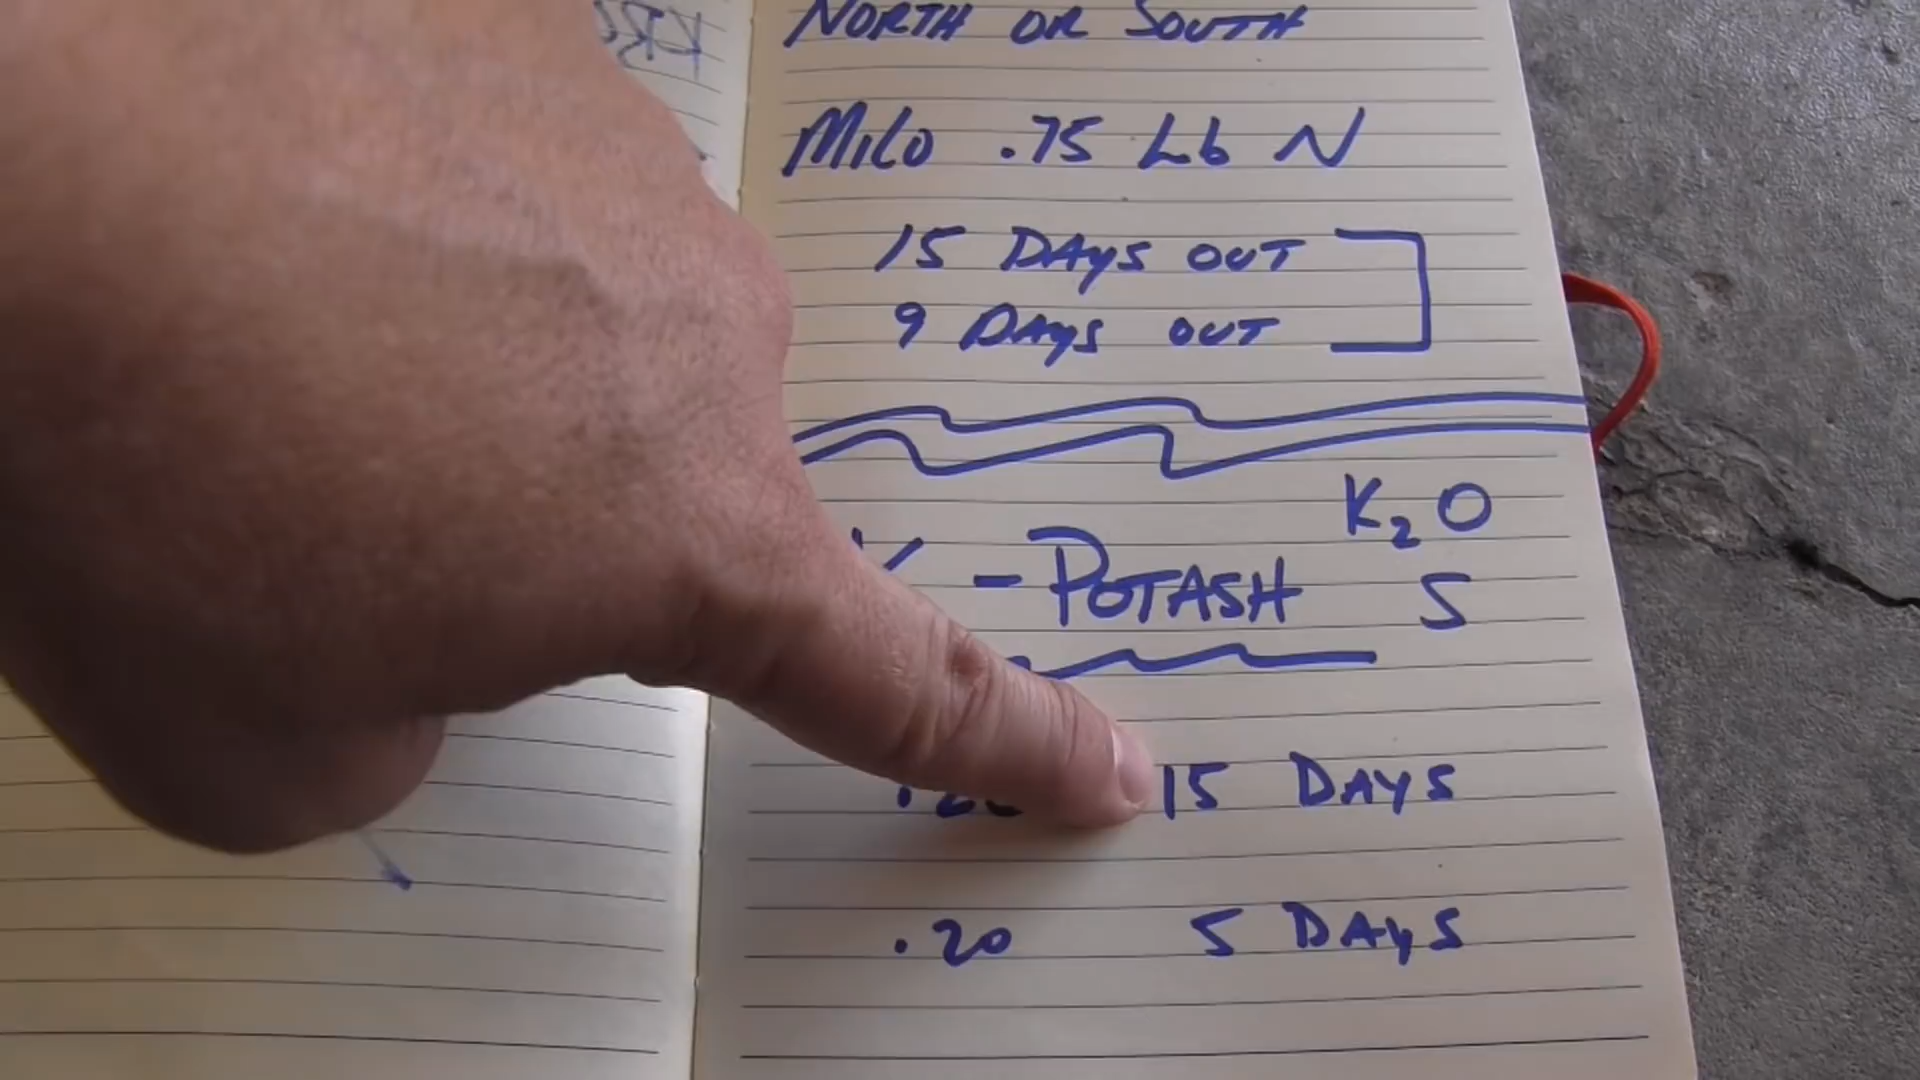 NORTH OR SOUTH
MILO .75 Lb N
15 DAYS OUT
9 DAYS OUT
K2O
K - POTASH S
.20 15 DAYS
.20 5 DAYS